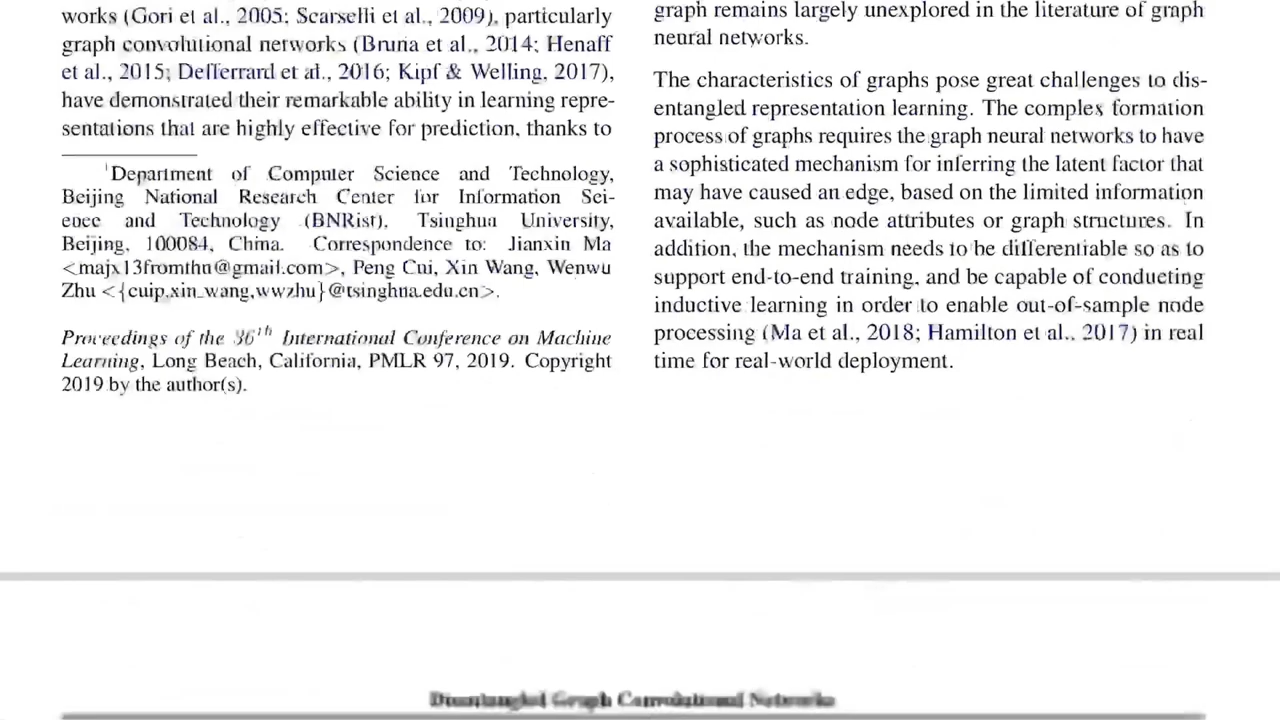 works (Gori et al., 2005; Scarselli et al., 2009), particularly
graph convolutional networks (Bruna et al., 2014; Henaff
et al., 2015; Defferrard et al., 2016; Kipf & Welling, 2017),
have demonstrated their remarkable ability in learning repre-
sentations that are highly effective for prediction, thanks to
1Department of Computer Science and Technology,
Beijing National Research Center for Information Sci-
ence and Technology (BNRist), Tsinghua University,
Beijing, 100084, China. Correspondence to: Jianxin Ma
<majx13fromthu@gmail.com>, Peng Cui, Xin Wang, Wenwu
Zhu <{cuip,xin_wang,wwzhu}@tsinghua.edu.cn>.
Proceedings of the 36th International Conference on Machine
Learning, Long Beach, California, PMLR 97, 2019. Copyright
2019 by the author(s).
graph remains largely unexplored in the literature of graph
neural networks.
The characteristics of graphs pose great challenges to dis-
entangled representation learning. The complex formation
process of graphs requires the graph neural networks to have
a sophisticated mechanism for inferring the latent factor that
may have caused an edge, based on the limited information
available, such as node attributes or graph structures. In
addition, the mechanism needs to be differentiable so as to
support end-to-end training, and be capable of conducting
inductive learning in order to enable out-of-sample node
processing (Ma et al., 2018; Hamilton et al., 2017) in real
time for real-world deployment.
Disentangled Graph Convolutional Networks